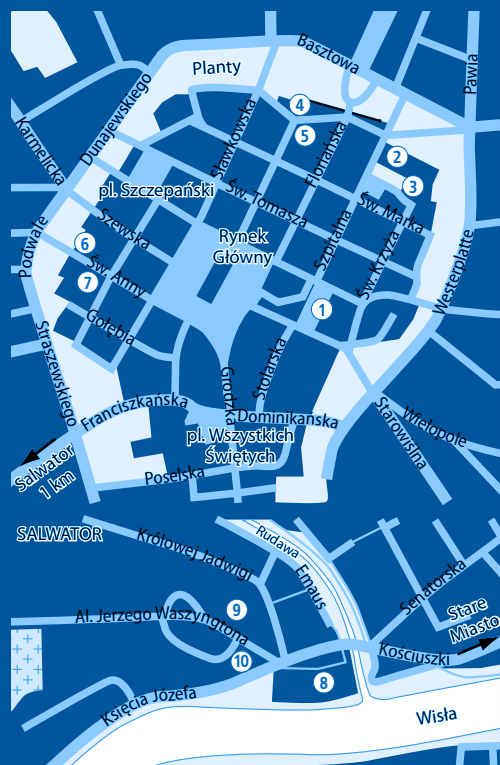 Basztowa
Planty
Pawia
Dunajewskiego
Karmelicka
4
5
Sławkowska
Floriańska
2
3
pl. Szczepański
Św. Tomasza
Św. Marka
Szewska
Rynek
Główny
Szpitalna
Św. Krzyża
Podwale
6
7
Św. Anny
Westerplatte
1
Gołębia
Straszewskiego
Stolarska
Grodzka
Franciszkańska
Dominikańska
Starowiślna
Wielopole
pl. Wszystkich
Świętych
Poselska
Salwator
1 km
SALWATOR
Królowej Jadwigi
Rudawa
Emaus
Senatorska
Stare
Miasto
9
Al. Jerzego Waszyngtona
10
Kościuszki
8
Księcia Józefa
Wisła